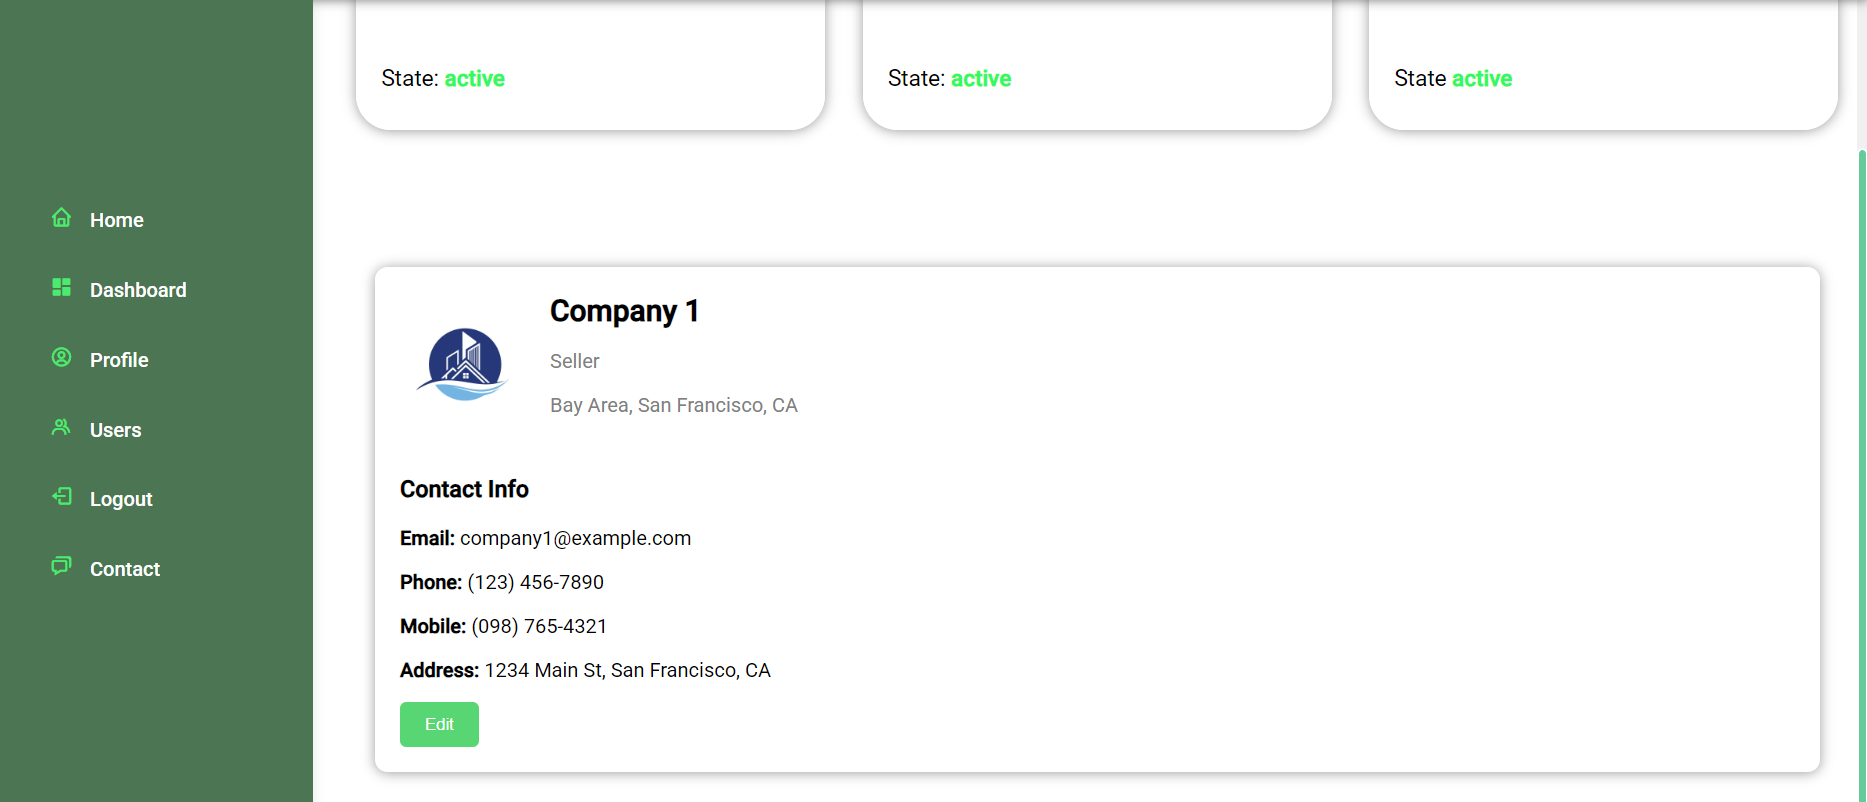 State: active
State: active
State active
Home
Dashboard
Profile
Users
Logout
Contact
Company 1
Seller
Bay Area, San Francisco, CA
Contact Info
Email: company1@example.com
Phone: (123) 456-7890
Mobile: (098) 765-4321
Address: 1234 Main St, San Francisco, CA
Edit